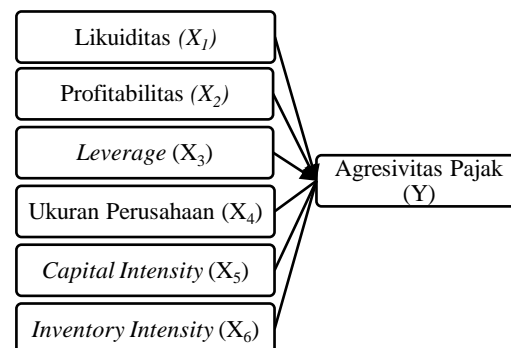 Likuiditas (X1)
Profitabilitas (X2)
Leverage (X3)
Agresivitas Pajak
(Y)
Ukuran Perusahaan (X4)
Capital Intensity (X5)
Inventory Intensity (X6)